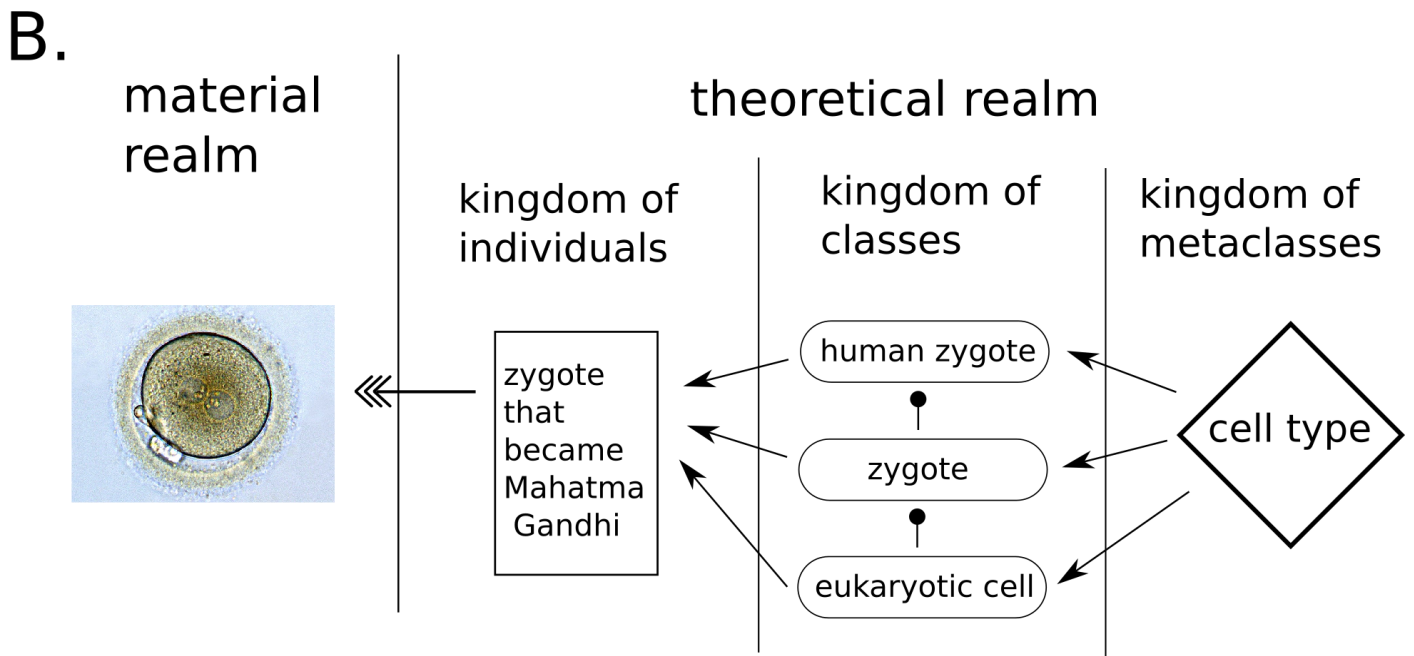 B.
material
realm
theoretical realm
kingdom of
individuals
kingdom of
classes
kingdom of
metaclasses
zygote
that
became
Mahatma
Gandhi
human zygote
zygote
eukaryotic cell
cell type